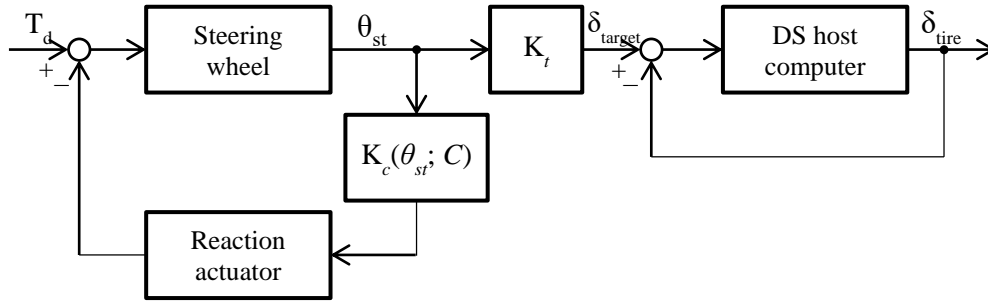 T_d
+
−
Steering
wheel
θ_st
K_t
δ_target
+
−
DS host
computer
δ_tire
K_c(θ_st; C)
Reaction
actuator